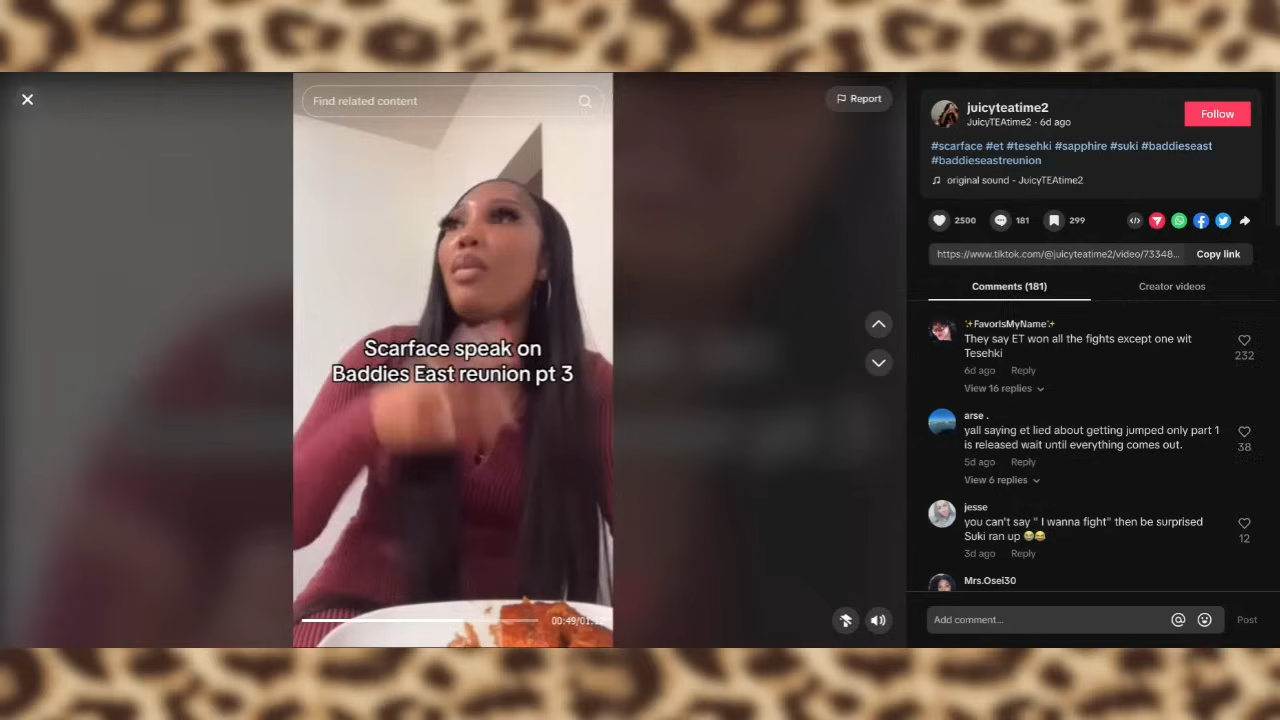 Find related content
Report
Scarface speak on
Baddies East reunion pt 3
juicyteatime2
JuicyTEAtime2 · 6d ago
Follow
#scarface #et #tesehki #sapphire #suki #baddieseast
#baddieseastreunion
original sound - JuicyTEAtime2
2500
181
299
https://www.tiktok.com/@juicyteatime2/video/73348...
Copy link
Comments (181)
Creator videos
✨FavorIsMyName✨
They say ET won all the fights except one wit
Tesehki
232
6d ago Reply
View 16 replies
arse .
yall saying et lied about getting jumped only part 1
is released wait until everything comes out.
38
5d ago Reply
View 6 replies
jesse
you can't say " I wanna fight" then be surprised
Suki ran up 😂😂
12
3d ago Reply
Mrs.Osei30
Add comment...
Post